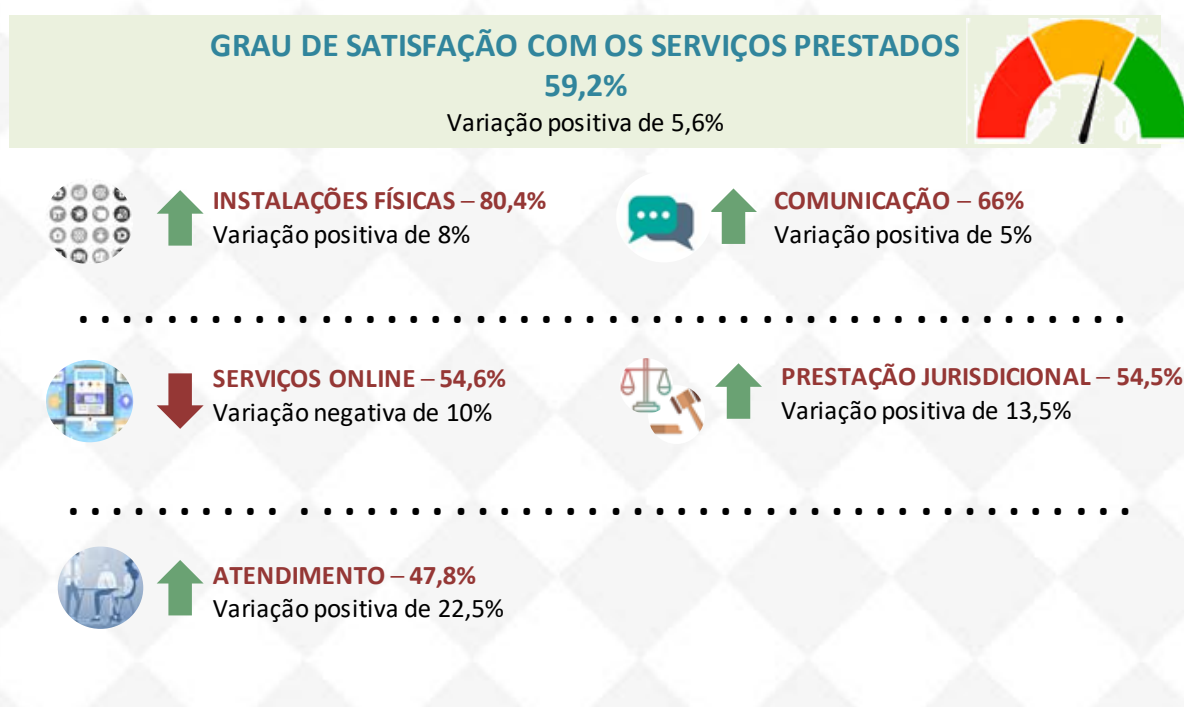 GRAU DE SATISFAÇÃO COM OS SERVIÇOS PRESTADOS
59,2%
Variação positiva de 5,6%
INSTALAÇÕES FÍSICAS – 80,4%
Variação positiva de 8%
COMUNICAÇÃO – 66%
Variação positiva de 5%
SERVIÇOS ONLINE – 54,6%
Variação negativa de 10%
PRESTAÇÃO JURISDICIONAL – 54,5%
Variação positiva de 13,5%
ATENDIMENTO – 47,8%
Variação positiva de 22,5%